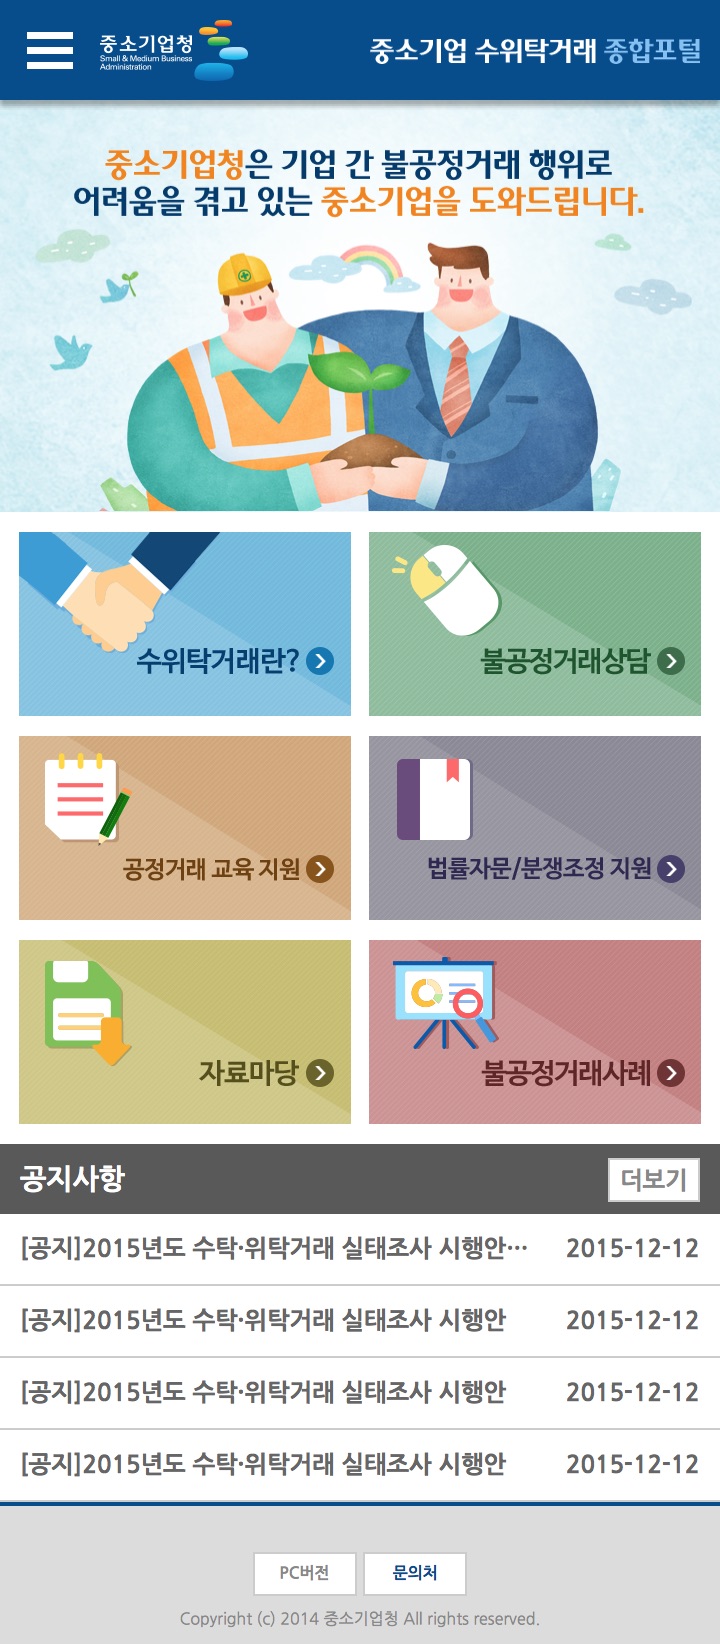 중소기업청
Small & Medium Business
Administration
중소기업 수위탁거래 종합포털
중소기업청은 기업 간 불공정거래 행위로
어려움을 겪고 있는 중소기업을 도와드립니다.
수위탁거래란?
불공정거래상담
공정거래 교육 지원
법률자문/분쟁조정 지원
자료마당
불공정거래사례
공지사항
더보기
[공지]2015년도 수탁·위탁거래 실태조사 시행안… 2015-12-12
[공지]2015년도 수탁·위탁거래 실태조사 시행안 2015-12-12
[공지]2015년도 수탁·위탁거래 실태조사 시행안 2015-12-12
[공지]2015년도 수탁·위탁거래 실태조사 시행안 2015-12-12
PC버전
문의처
Copyright (c) 2014 중소기업청 All rights reserved.